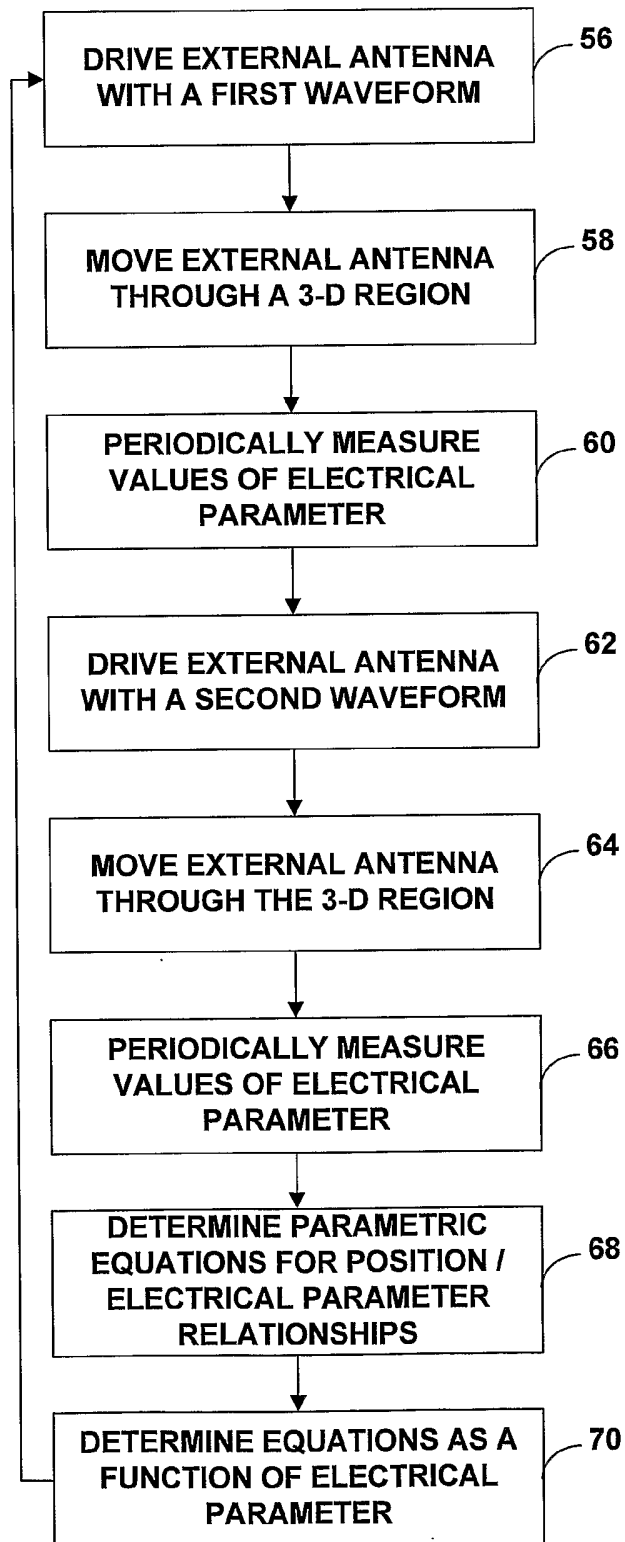 DRIVE EXTERNAL ANTENNA
WITH A FIRST WAVEFORM
56
MOVE EXTERNAL ANTENNA
THROUGH A 3-D REGION
58
PERIODICALLY MEASURE
VALUES OF ELECTRICAL
PARAMETER
60
DRIVE EXTERNAL ANTENNA
WITH A SECOND WAVEFORM
62
MOVE EXTERNAL ANTENNA
THROUGH THE 3-D REGION
64
PERIODICALLY MEASURE
VALUES OF ELECTRICAL
PARAMETER
66
DETERMINE PARAMETRIC
EQUATIONS FOR POSITION /
ELECTRICAL PARAMETER
RELATIONSHIPS
68
DETERMINE EQUATIONS AS A
FUNCTION OF ELECTRICAL
PARAMETER
70